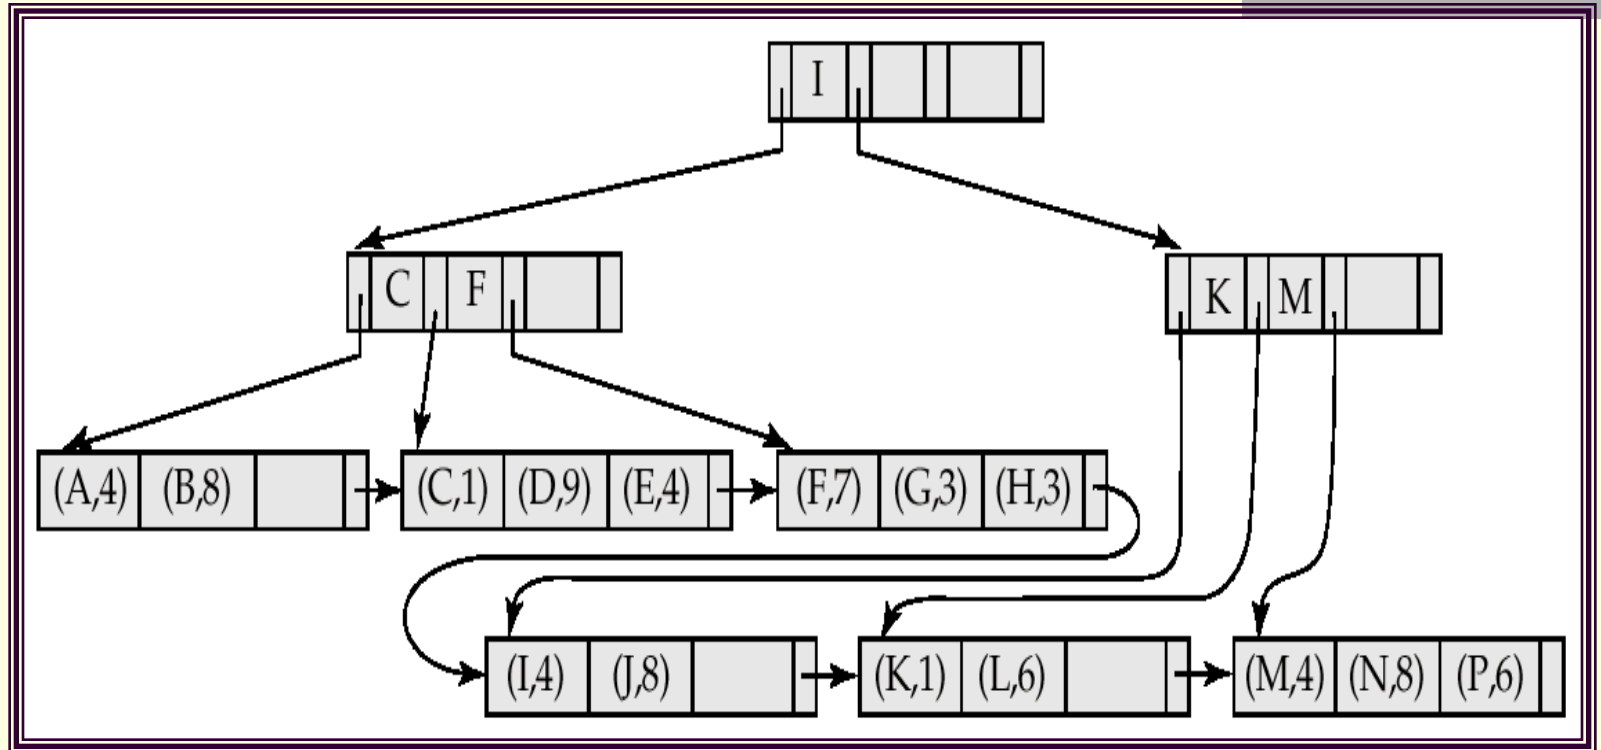 I
C F
K M
(A,4) (B,8)
(C,1) (D,9) (E,4)
(F,7) (G,3) (H,3)
(I,4) (J,8)
(K,1) (L,6)
(M,4) (N,8) (P,6)